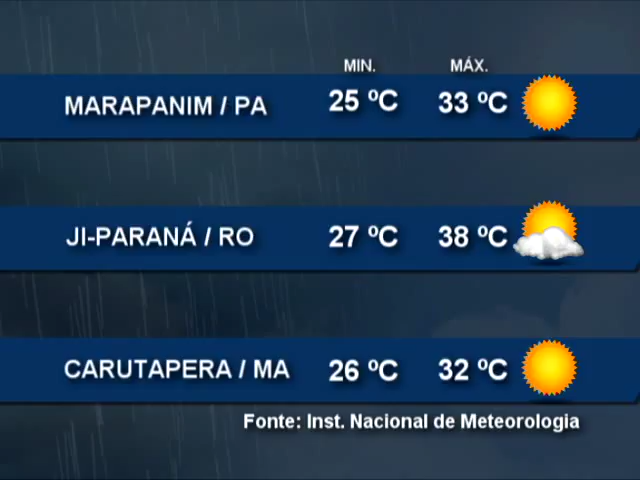 MIN. MÁX.
MARAPANIM / PA 25 ºC 33 ºC
JI-PARANÁ / RO 27 ºC 38 ºC
CARUTAPERA / MA 26 ºC 32 ºC
Fonte: Inst. Nacional de Meteorologia